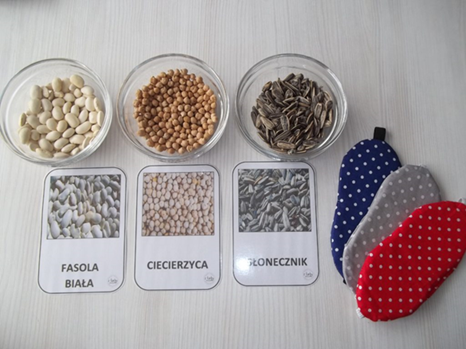 FASOLA
BIAŁA
CIECIERZYCA
SŁONECZNIK